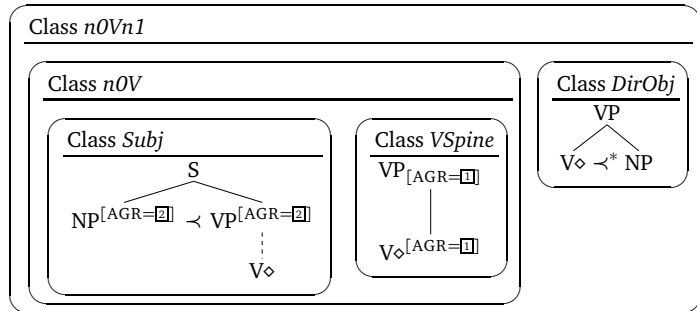 Class n0Vn1
Class n0V
Class DirObj
VP
V⋄ ≺* NP
Class Subj
S
NP[AGR=2] ≺ VP[AGR=2]
V⋄
Class VSpine
VP[AGR=1]
V⋄[AGR=1]